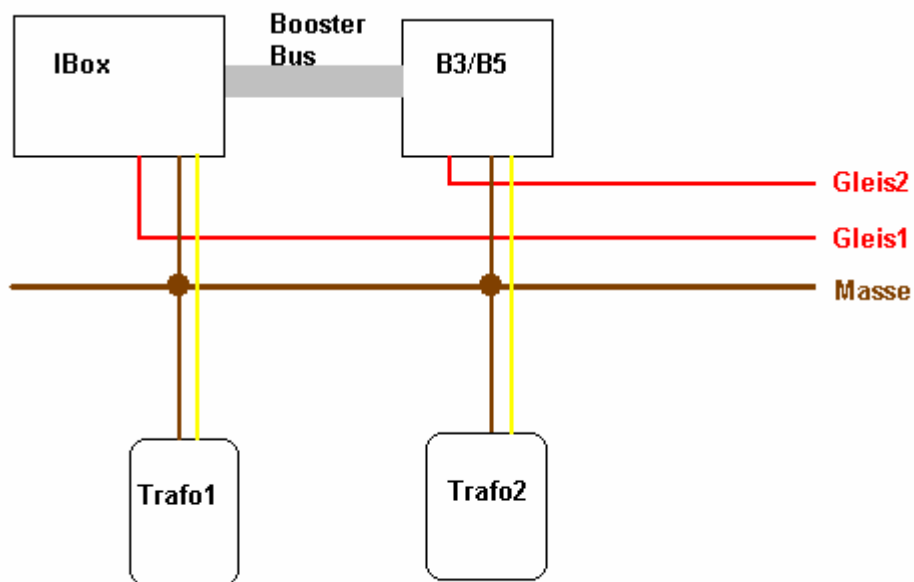 Booster
Bus
IBox
B3/B5
Gleis2
Gleis1
Masse
Trafo1
Trafo2